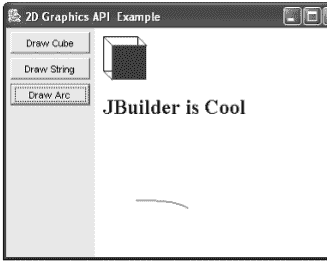 2D Graphics API Example
Draw Cube
Draw String
Draw Arc
JBuilder is Cool